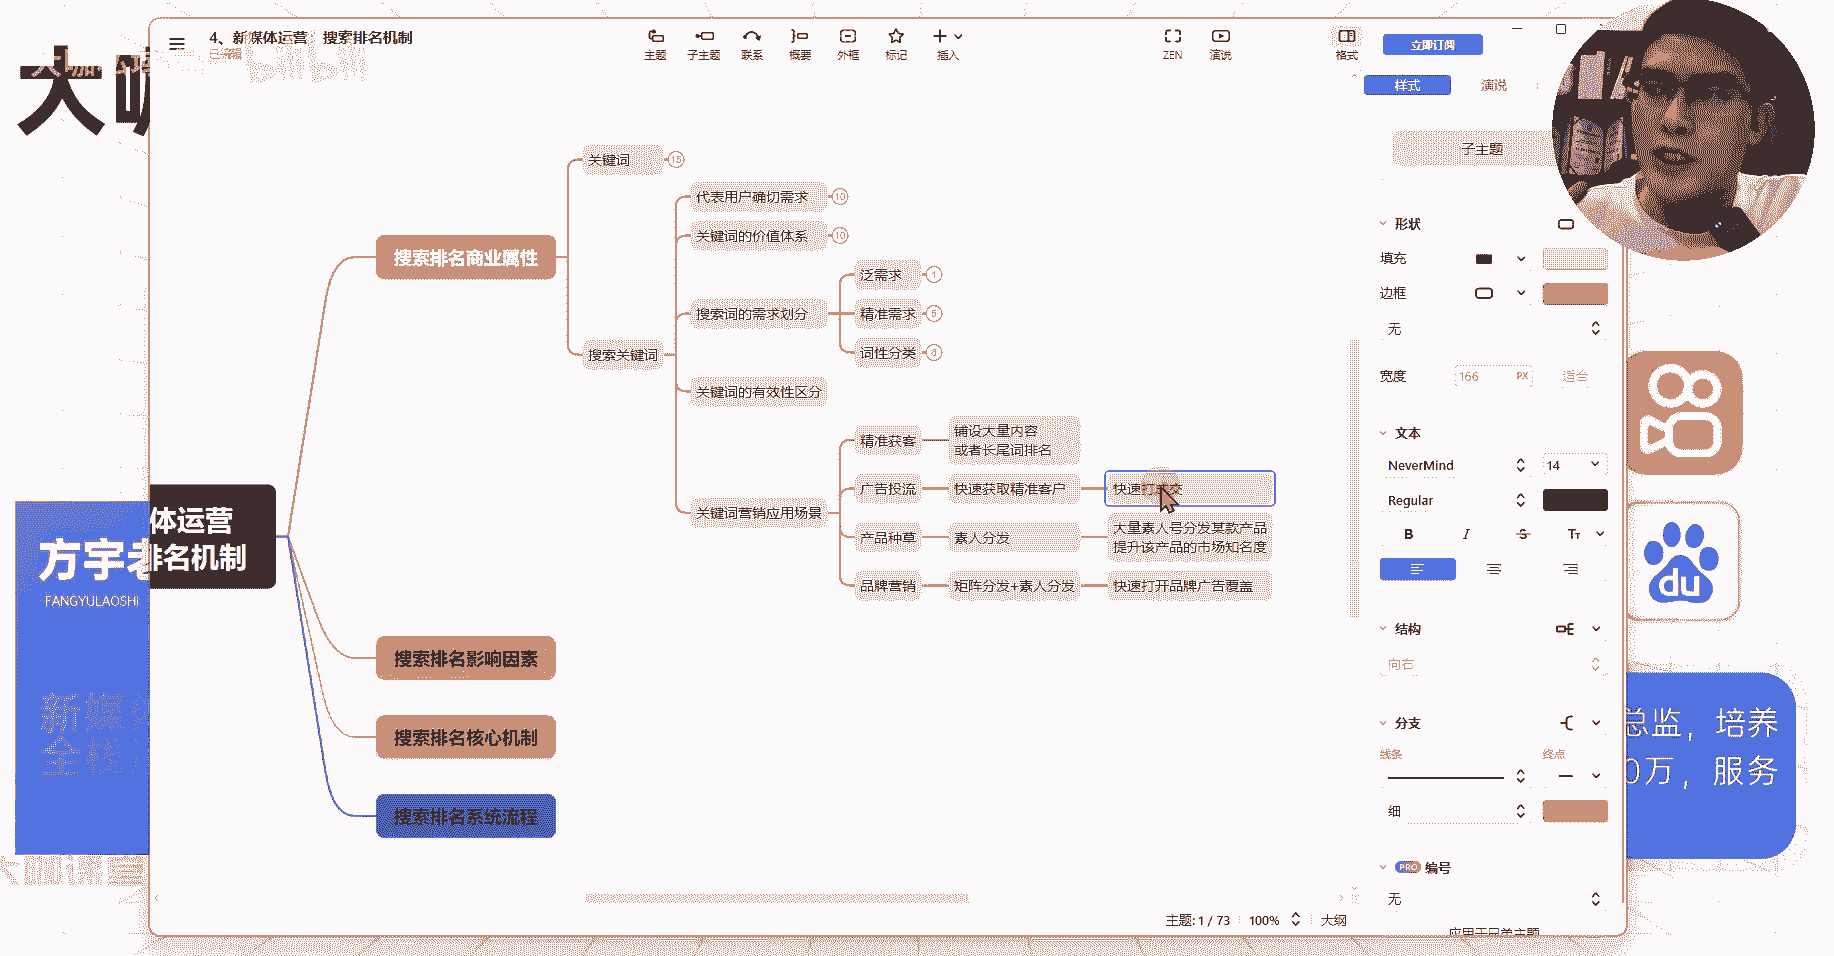 4、新媒体运营 搜索排名机制
已编辑
主题
子主题
联系
概要
外框
标记
插入
ZEN
演说
格式
立即订阅
样式
演说
bilibili
大咖
子主题
关键词
15
代表用户确切需求
10
关键词的价值体系
10
搜索排名商业属性
泛需求
1
搜索词的需求划分
精准需求
5
词性分类
8
搜索关键词
关键词的有效性区分
精准获客
铺设大量内容
或者长尾词排名
广告投流
快速获取精准客户
关键词营销应用场景
产品种草
素人分发
大量素人号分发某款产品
提升该产品的市场知名度
品牌营销
矩阵分发+素人分发
快速打开品牌广告覆盖
体运营
排名机制
方宇老
FANGYULAOSHI
新媒体
搜索排名影响因素
搜索排名核心机制
搜索排名系统流程
大咖课堂
形状
填充
边框
无
宽度
166
PX
适合
文本
NeverMind
14
Regular
B
I
S
TT
结构
向右
分支
线条
终点
细
PRO
编号
无
应用于兄弟主题
主题: 1 / 73
100%
大纲
du
总监，培养
0万，服务